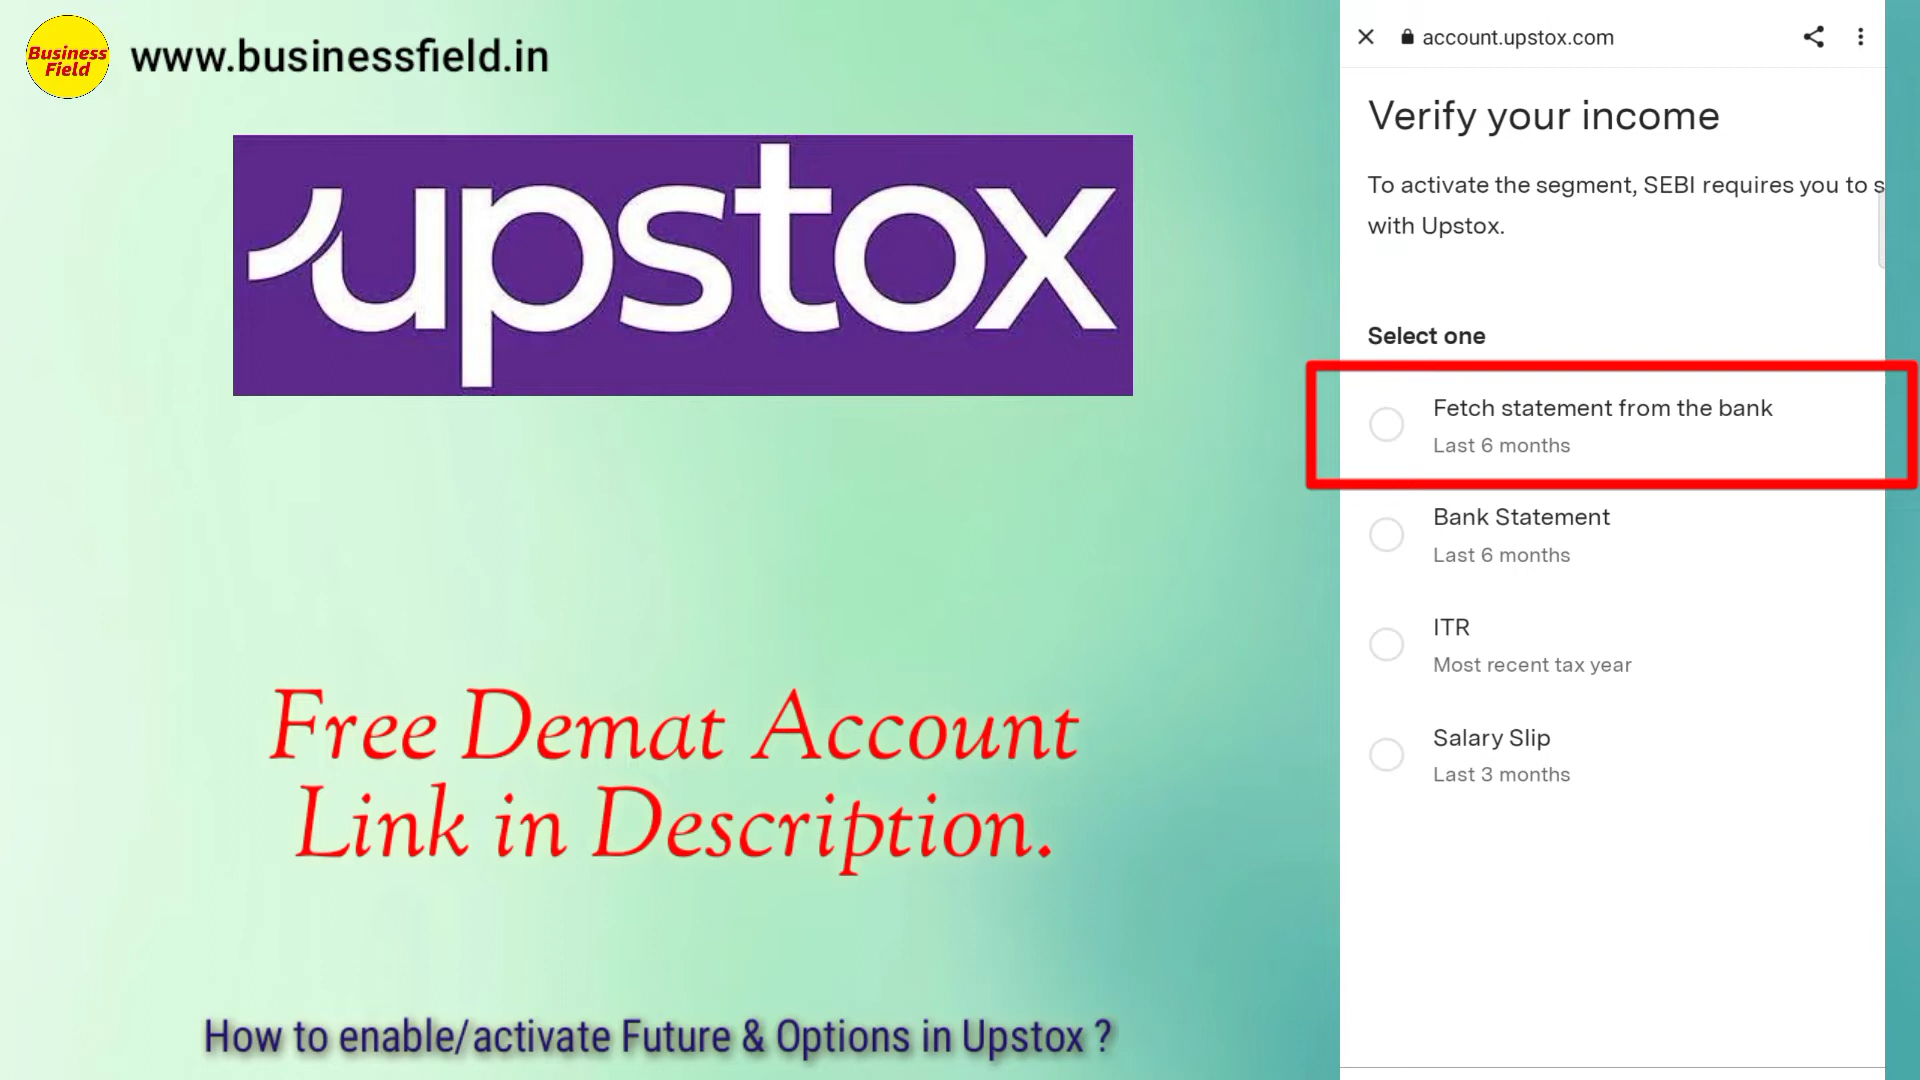 Business
Field
www.businessfield.in
upstox
Free Demat Account
Link in Description.
How to enable/activate Future & Options in Upstox ?
account.upstox.com
Verify your income
To activate the segment, SEBI requires you to s
with Upstox.
Select one
Fetch statement from the bank
Last 6 months
Bank Statement
Last 6 months
ITR
Most recent tax year
Salary Slip
Last 3 months